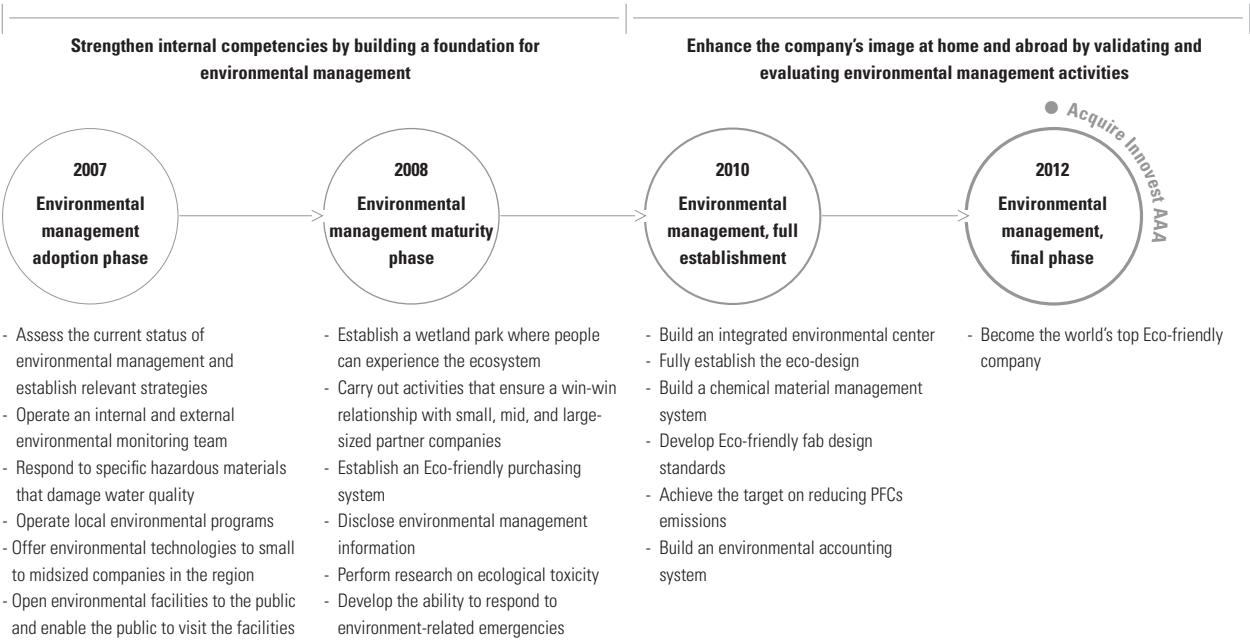 Strengthen internal competencies by building a foundation for
environmental management
Enhance the company's image at home and abroad by validating and
evaluating environmental management activities
2007
Environmental
management
adoption phase
2008
Environmental
management maturity
phase
2010
Environmental
management, full
establishment
2012
Environmental
management,
final phase
Acquire Innovest AAA
- Assess the current status of
environmental management and
establish relevant strategies
- Operate an internal and external
environmental monitoring team
- Respond to specific hazardous materials
that damage water quality
- Operate local environmental programs
- Offer environmental technologies to small
to midsized companies in the region
- Open environmental facilities to the public
and enable the public to visit the facilities
- Establish a wetland park where people
can experience the ecosystem
- Carry out activities that ensure a win-win
relationship with small, mid, and large-
sized partner companies
- Establish an Eco-friendly purchasing
system
- Disclose environmental management
information
- Perform research on ecological toxicity
- Develop the ability to respond to
environment-related emergencies
- Build an integrated environmental center
- Fully establish the eco-design
- Build a chemical material management
system
- Develop Eco-friendly fab design
standards
- Achieve the target on reducing PFCs
emissions
- Build an environmental accounting
system
- Become the world's top Eco-friendly
company